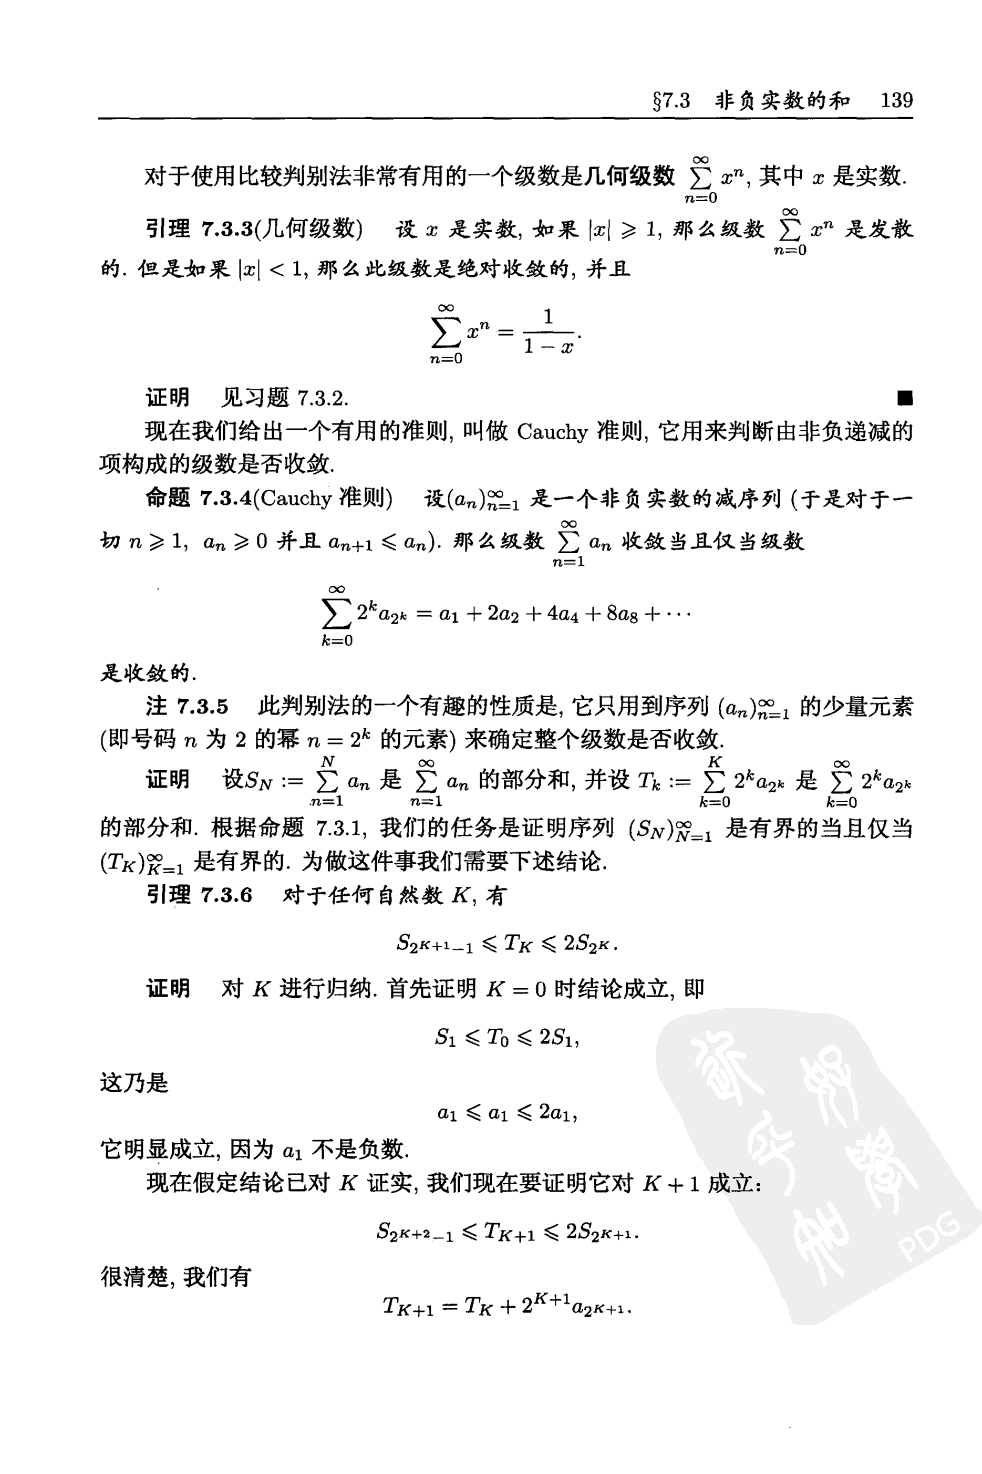 §7.3 非负实数的和 139
对于使用比较判别法非常有用的一个级数是几何级数 $\sum_{n=0}^{\infty} x^n$, 其中 x 是实数.
引理 7.3.3(几何级数) 设 x 是实数, 如果 |x| ⩾ 1, 那么级数 $\sum_{n=0}^{\infty} x^n$ 是发散
的. 但是如果 |x| < 1, 那么此级数是绝对收敛的, 并且
$\sum_{n=0}^{\infty} x^n = \frac{1}{1-x}.$
证明 见习题 7.3.2. ■
现在我们给出一个有用的准则, 叫做 Cauchy 准则, 它用来判断由非负递减的
项构成的级数是否收敛.
命题 7.3.4(Cauchy 准则) 设$(a_n)_{n=1}^{\infty}$ 是一个非负实数的减序列 (于是对于一
切 n ⩾ 1, $a_n$ ⩾ 0 并且 $a_{n+1}$ ⩽ $a_n$). 那么级数 $\sum_{n=1}^{\infty} a_n$ 收敛当且仅当级数
$\sum_{k=0}^{\infty} 2^k a_{2^k} = a_1 + 2a_2 + 4a_4 + 8a_8 + \cdots$
是收敛的.
注 7.3.5 此判别法的一个有趣的性质是, 它只用到序列 $(a_n)_{n=1}^{\infty}$ 的少量元素
(即号码 n 为 2 的幂 $n = 2^k$ 的元素) 来确定整个级数是否收敛.
证明 设$S_N := \sum_{n=1}^{N} a_n$ 是 $\sum_{n=1}^{\infty} a_n$ 的部分和, 并设 $T_k := \sum_{k=0}^{K} 2^k a_{2^k}$ 是 $\sum_{k=0}^{\infty} 2^k a_{2^k}$
的部分和. 根据命题 7.3.1, 我们的任务是证明序列 $(S_N)_{N=1}^{\infty}$ 是有界的当且仅当
$(T_K)_{K=1}^{\infty}$ 是有界的. 为做这件事我们需要下述结论.
引理 7.3.6 对于任何自然数 K, 有
$S_{2^{K+1}-1} ⩽ T_K ⩽ 2S_{2^K}.$
证明 对 K 进行归纳. 首先证明 K = 0 时结论成立, 即
$S_1 ⩽ T_0 ⩽ 2S_1,$
这乃是
$a_1 ⩽ a_1 ⩽ 2a_1,$
它明显成立, 因为 $a_1$ 不是负数.
现在假定结论已对 K 证实, 我们现在要证明它对 K + 1 成立:
$S_{2^{K+2}-1} ⩽ T_{K+1} ⩽ 2S_{2^{K+1}}.$
很清楚, 我们有
$T_{K+1} = T_K + 2^{K+1} a_{2^{K+1}}.$
PDG